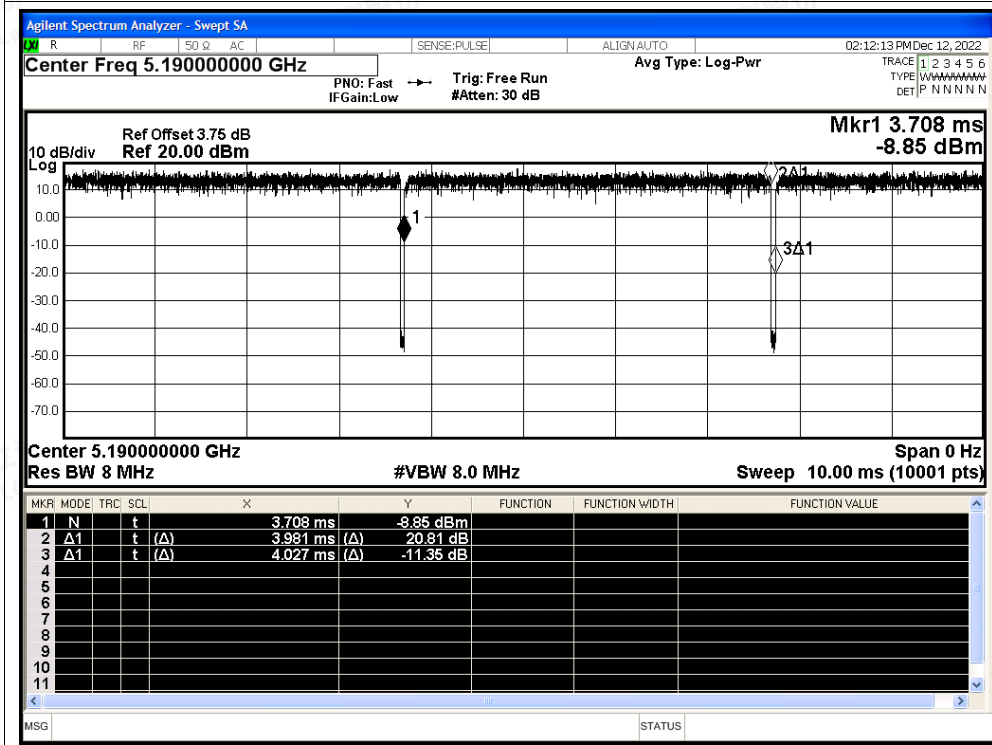 Agilent Spectrum Analyzer - Swept SA
LXI R RF 50 Ω AC SENSE:PULSE ALIGN AUTO 02:12:13 PM Dec 12, 2022
Center Freq 5.190000000 GHz Avg Type: Log-Pwr TRACE 1 2 3 4 5 6
PNO: Fast Trig: Free Run TYPE
IFGain:Low #Atten: 30 dB DET P N N N N N
Mkr1 3.708 ms
Ref Offset 3.75 dB
10 dB/div Ref 20.00 dBm -8.85 dBm
Log
10.0
0.00
-10.0
-20.0
-30.0
-40.0
-50.0
-60.0
-70.0
2Δ1
1
3Δ1
Center 5.190000000 GHz Span 0 Hz
Res BW 8 MHz #VBW 8.0 MHz Sweep 10.00 ms (10001 pts)
MKR MODE TRC SCL X Y FUNCTION FUNCTION WIDTH FUNCTION VALUE
1 N t 3.708 ms -8.85 dBm
2 Δ1 t (Δ) 3.981 ms (Δ) 20.81 dB
3 Δ1 t (Δ) 4.027 ms (Δ) -11.35 dB
4
5
6
7
8
9
10
11
MSG STATUS